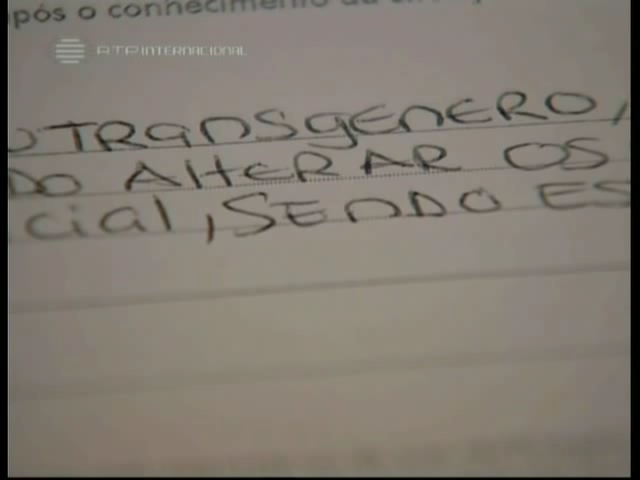 após o conhecimento
RTP INTERNACIONAL
TRANSgENERO,
DO AltERAR OS
cial, SENDO ES